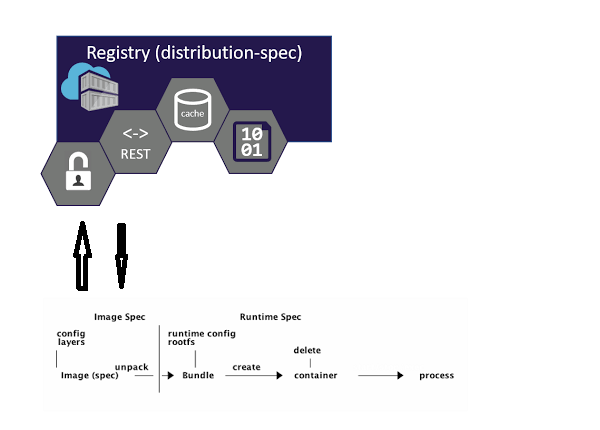 Registry (distribution-spec)
cache
<->
REST
10
01
Image Spec
Runtime Spec
config
layers
runtime config
rootfs
delete
unpack
create
Image (spec)
Bundle
container
process